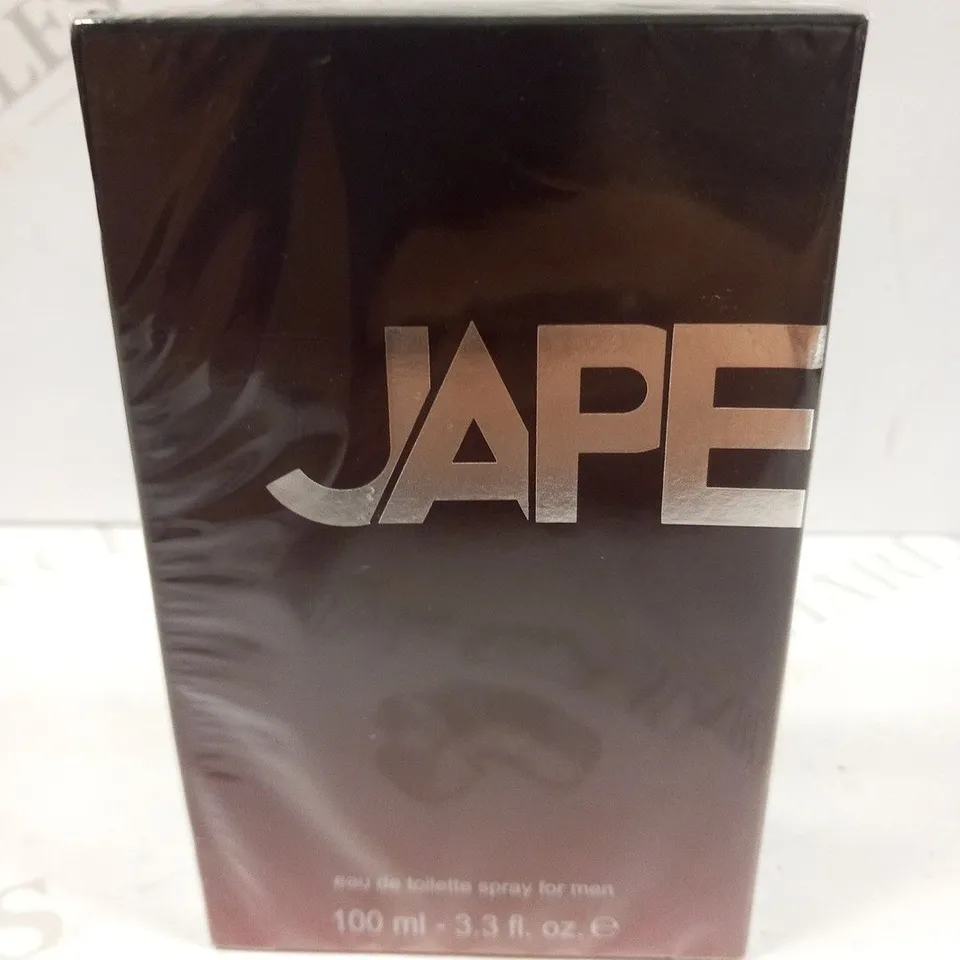 JAPE
eau de toilette spray for men
100 ml - 3.3 fl. oz. ℮